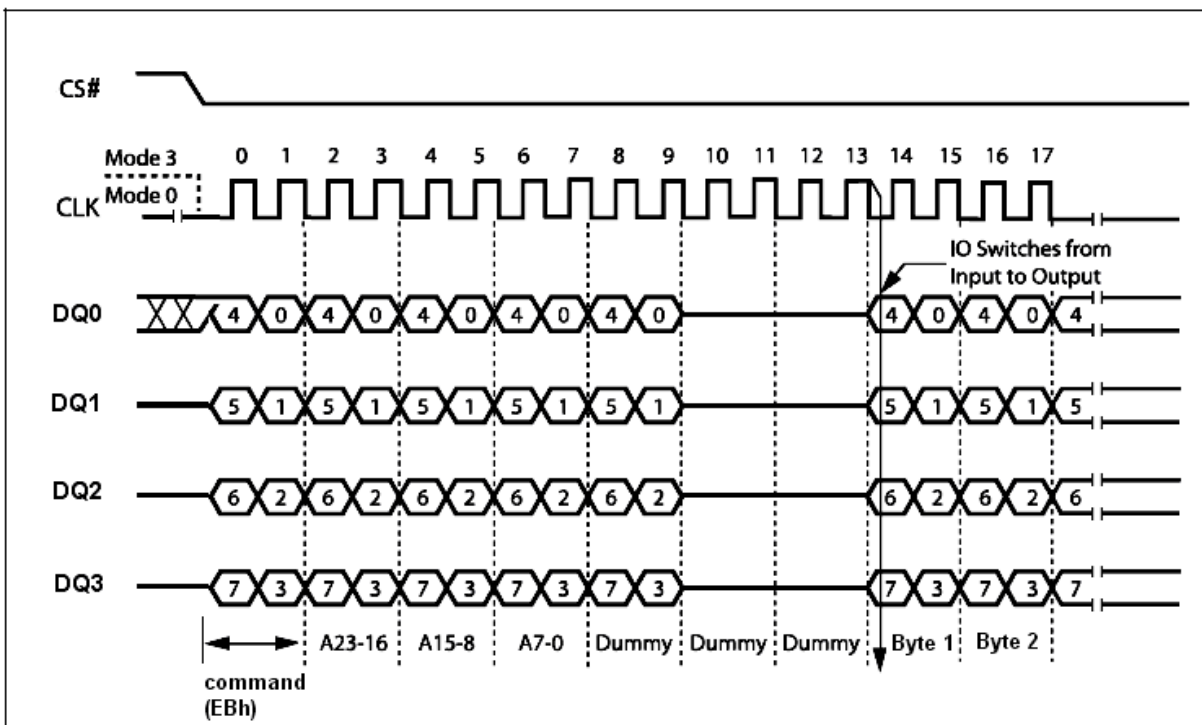 CS#
Mode 3
0 1 2 3 4 5 6 7 8 9 10 11 12 13 14 15 16 17
CLK
Mode 0
IO Switches from
Input to Output
DQ0
4 0 4 0 4 0 4 0 4 0 4 0 4 0 4
DQ1
5 1 5 1 5 1 5 1 5 1 5 1 5 1 5
DQ2
6 2 6 2 6 2 6 2 6 2 6 2 6 2 6
DQ3
7 3 7 3 7 3 7 3 7 3 7 3 7 3 7
A23-16 A15-8 A7-0 Dummy Dummy Dummy Byte 1 Byte 2
command
(EBh)